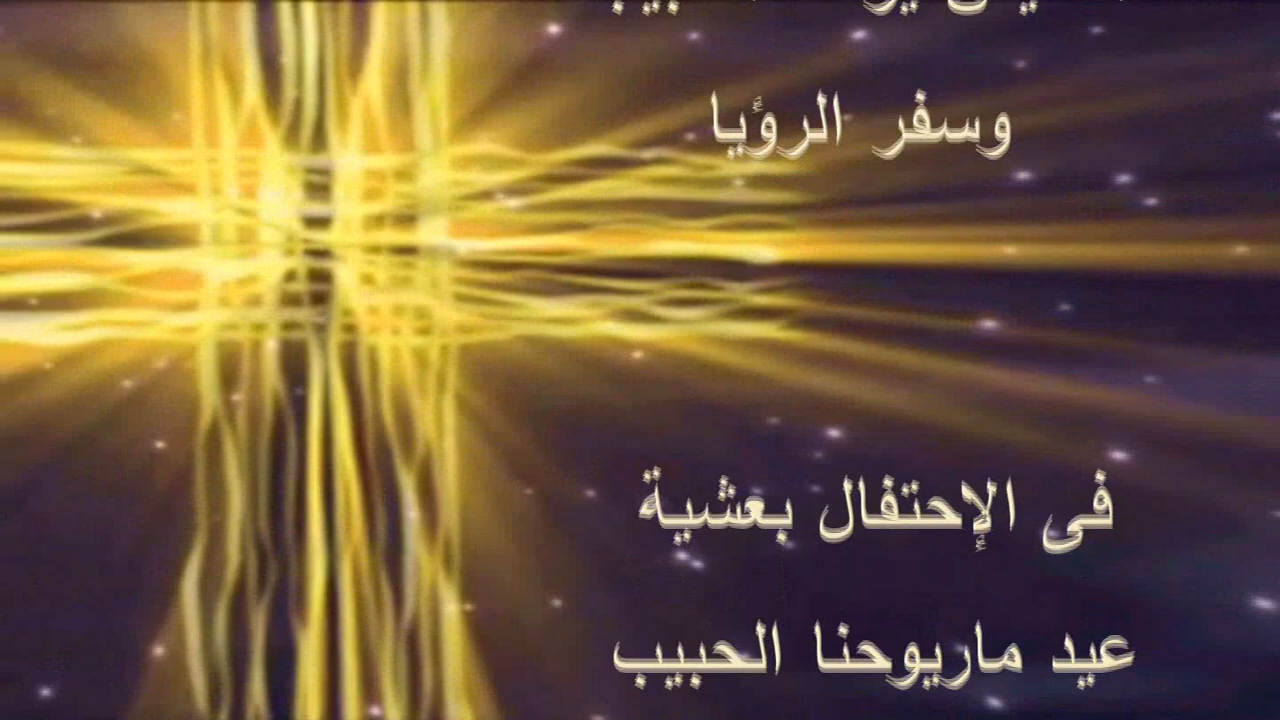 وسفر الرؤيا
فى الإحتفال بعشية
عيد ماريوحنا الحبيب